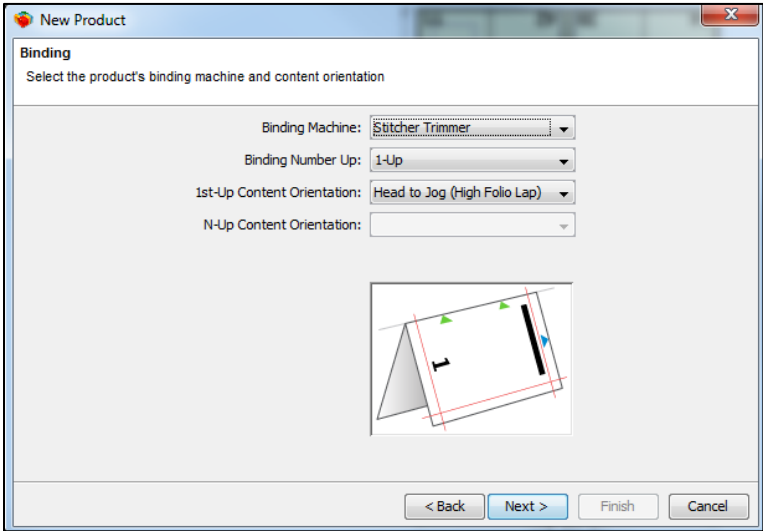 New Product
Binding
Select the product's binding machine and content orientation
Binding Machine: Stitcher Trimmer
Binding Number Up: 1-Up
1st-Up Content Orientation: Head to Jog (High Folio Lap)
N-Up Content Orientation:
1
< Back Next > Finish Cancel